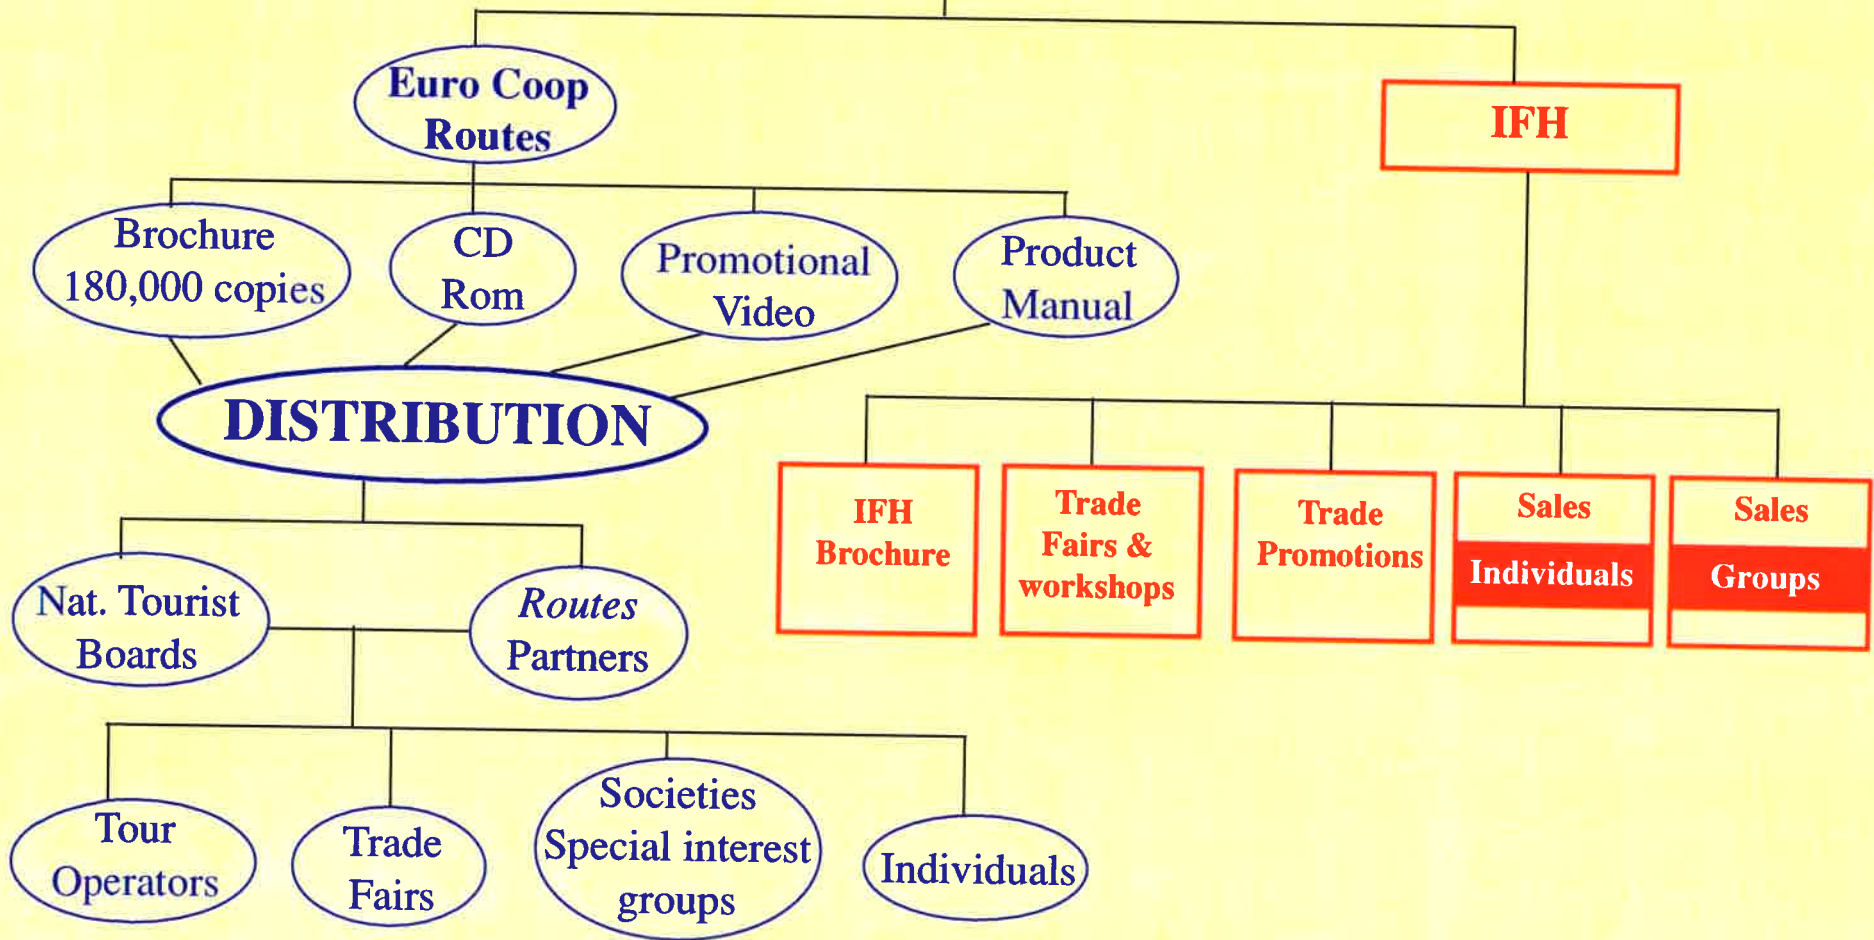 Euro Coop
Routes
IFH
Brochure
180,000 copies
CD
Rom
Promotional
Video
Product
Manual
DISTRIBUTION
IFH
Brochure
Trade
Fairs &
workshops
Trade
Promotions
Sales
Individuals
Sales
Groups
Nat. Tourist
Boards
Routes
Partners
Tour
Operators
Trade
Fairs
Societies
Special interest
groups
Individuals